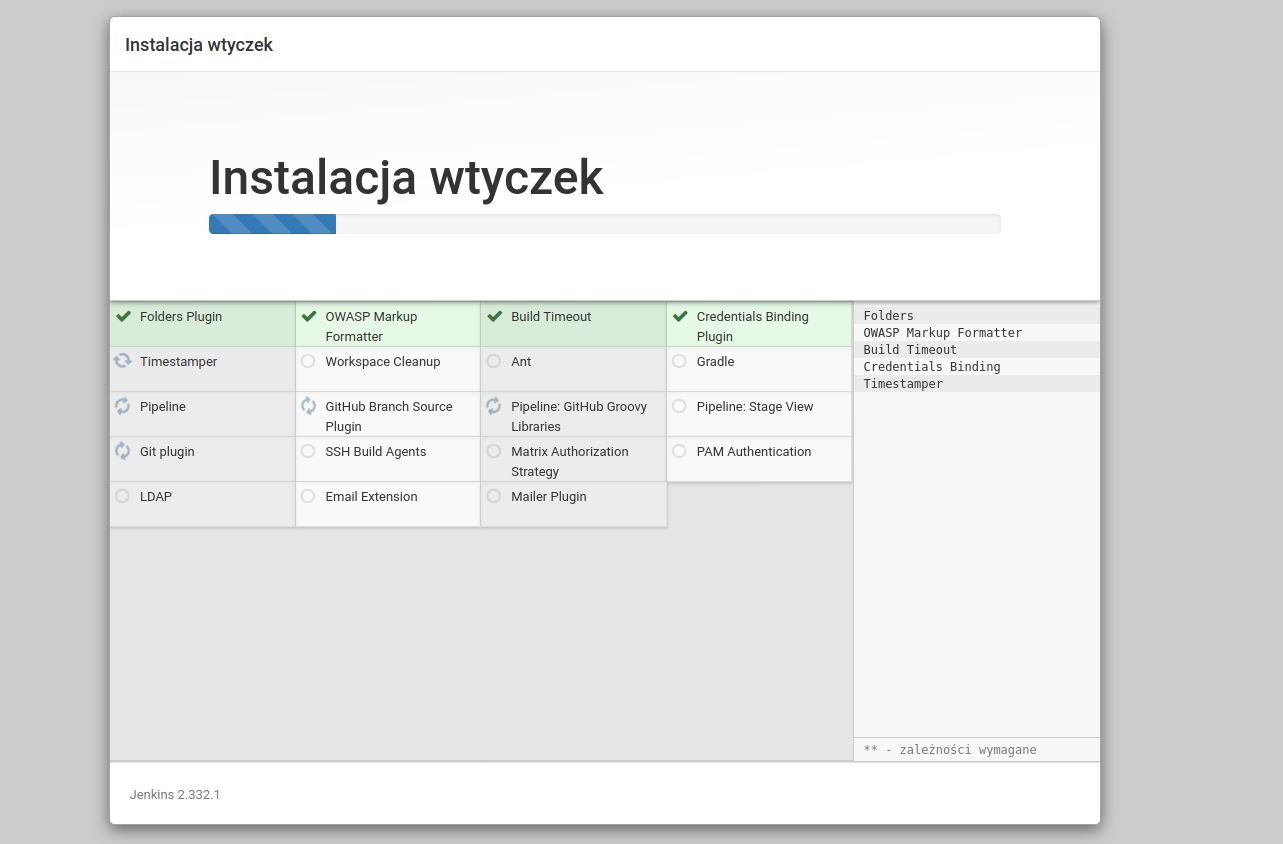 Instalacja wtyczek
Instalacja wtyczek
Folders Plugin
OWASP Markup
Formatter
Build Timeout
Credentials Binding
Plugin
Timestamper
Workspace Cleanup
Ant
Gradle
Pipeline
GitHub Branch Source
Plugin
Pipeline: GitHub Groovy
Libraries
Pipeline: Stage View
Git plugin
SSH Build Agents
Matrix Authorization
Strategy
PAM Authentication
LDAP
Email Extension
Mailer Plugin
Folders
OWASP Markup Formatter
Build Timeout
Credentials Binding
Timestamper
** - zależności wymagane
Jenkins 2.332.1